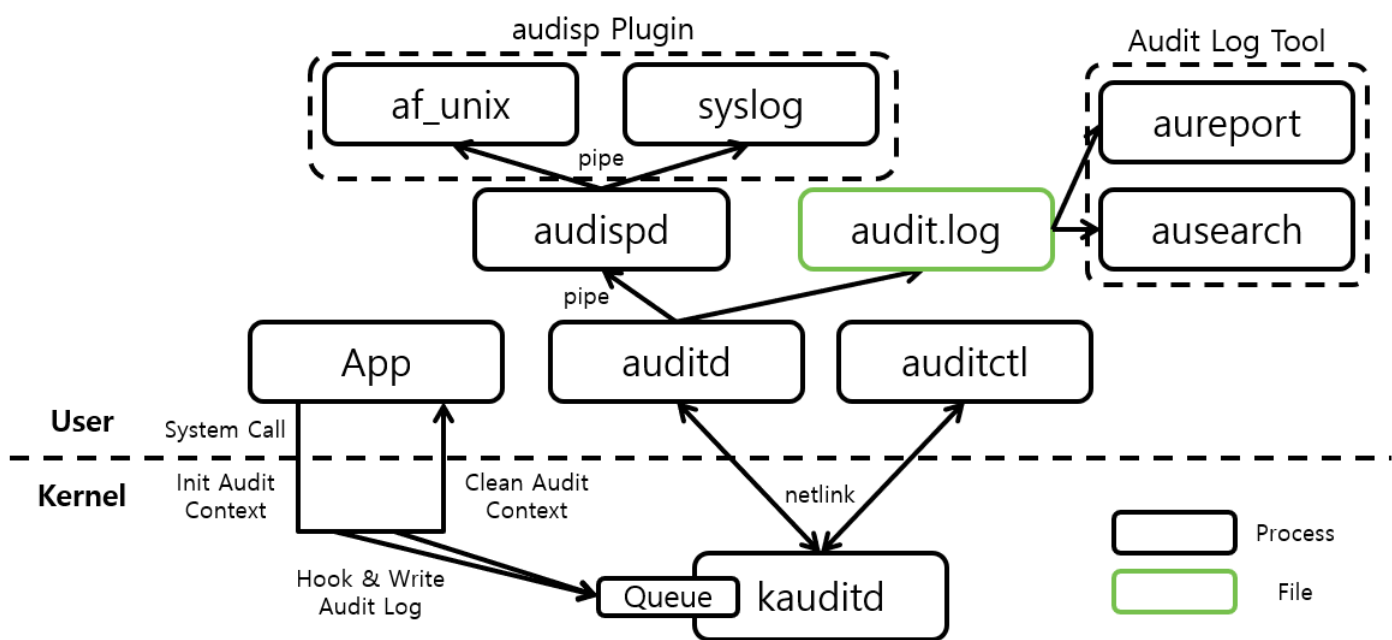 audisp Plugin
Audit Log Tool
af_unix
syslog
aureport
pipe
audispd
audit.log
ausearch
pipe
App
auditd
auditctl
User
System Call
Kernel
Init Audit
Context
Clean Audit
Context
netlink
Process
Hook & Write
Audit Log
Queue
kauditd
File